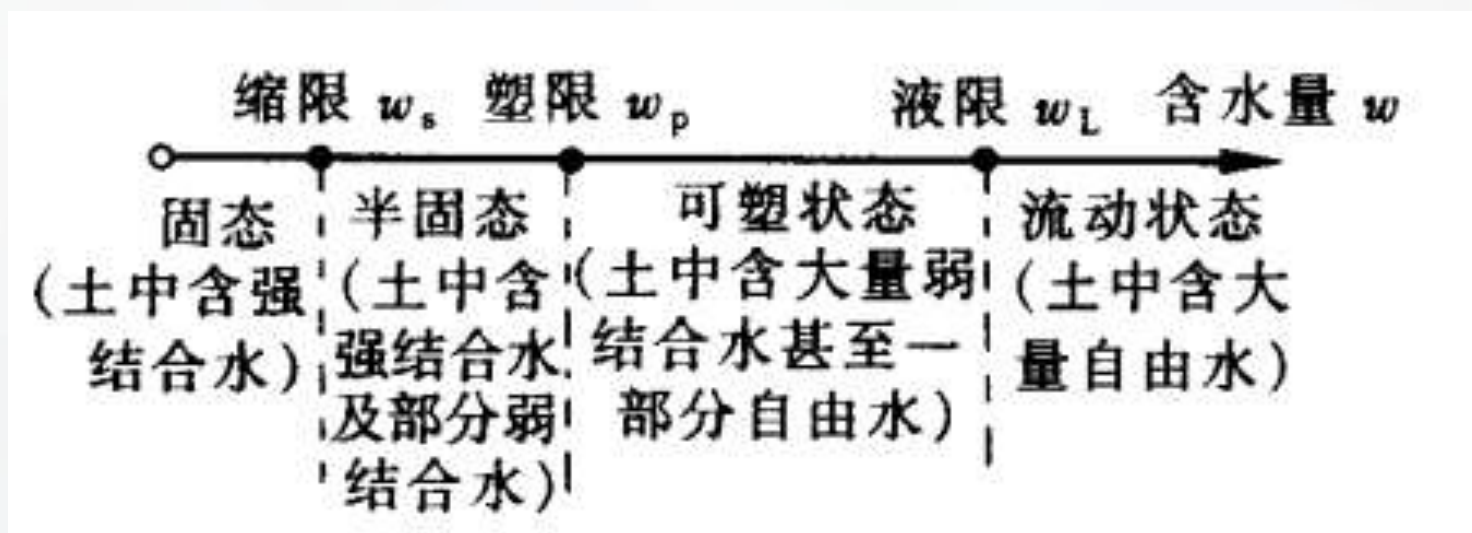 缩限 ws 塑限 wp 液限 wL 含水量 w
固态
(土中含强
结合水)
半固态
(土中含
强结合水
及部分弱
结合水)
可塑状态
(土中含大量弱
结合水甚至一
部分自由水)
流动状态
(土中含大
量自由水)